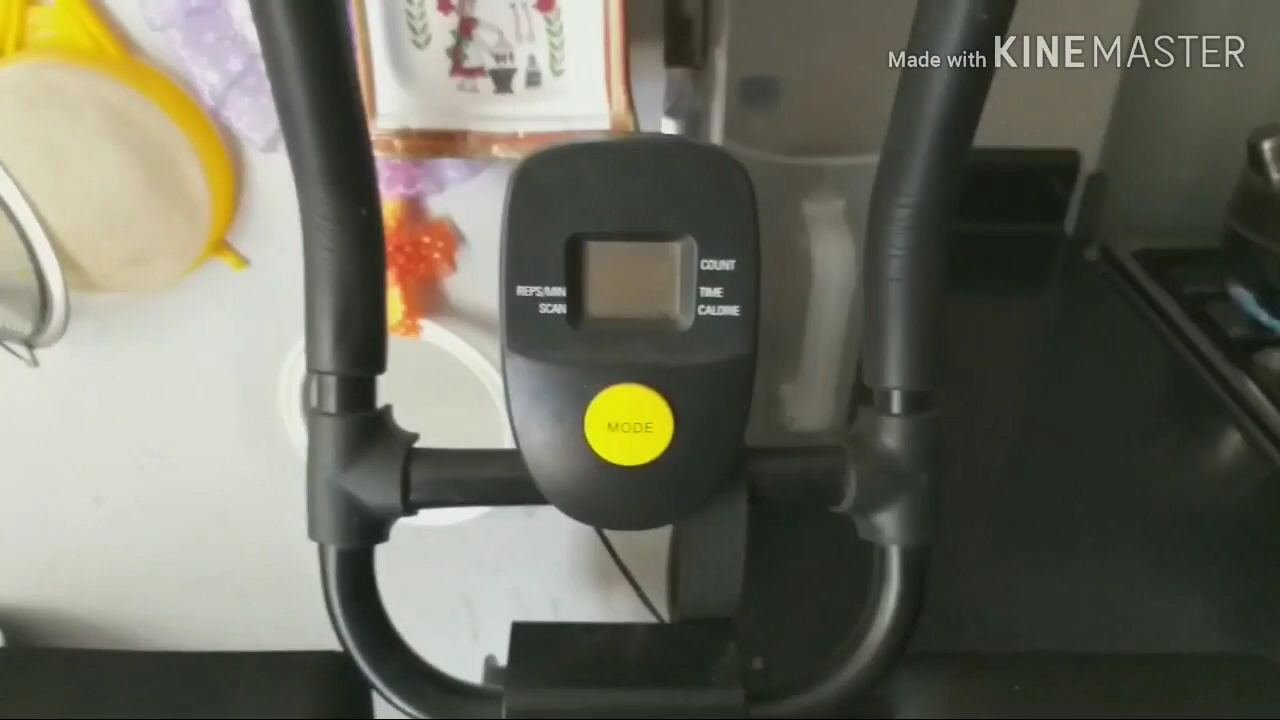 Made with KINEMASTER
COUNT
REPS/MIN
TIME
SCAN
CALORIE
MODE